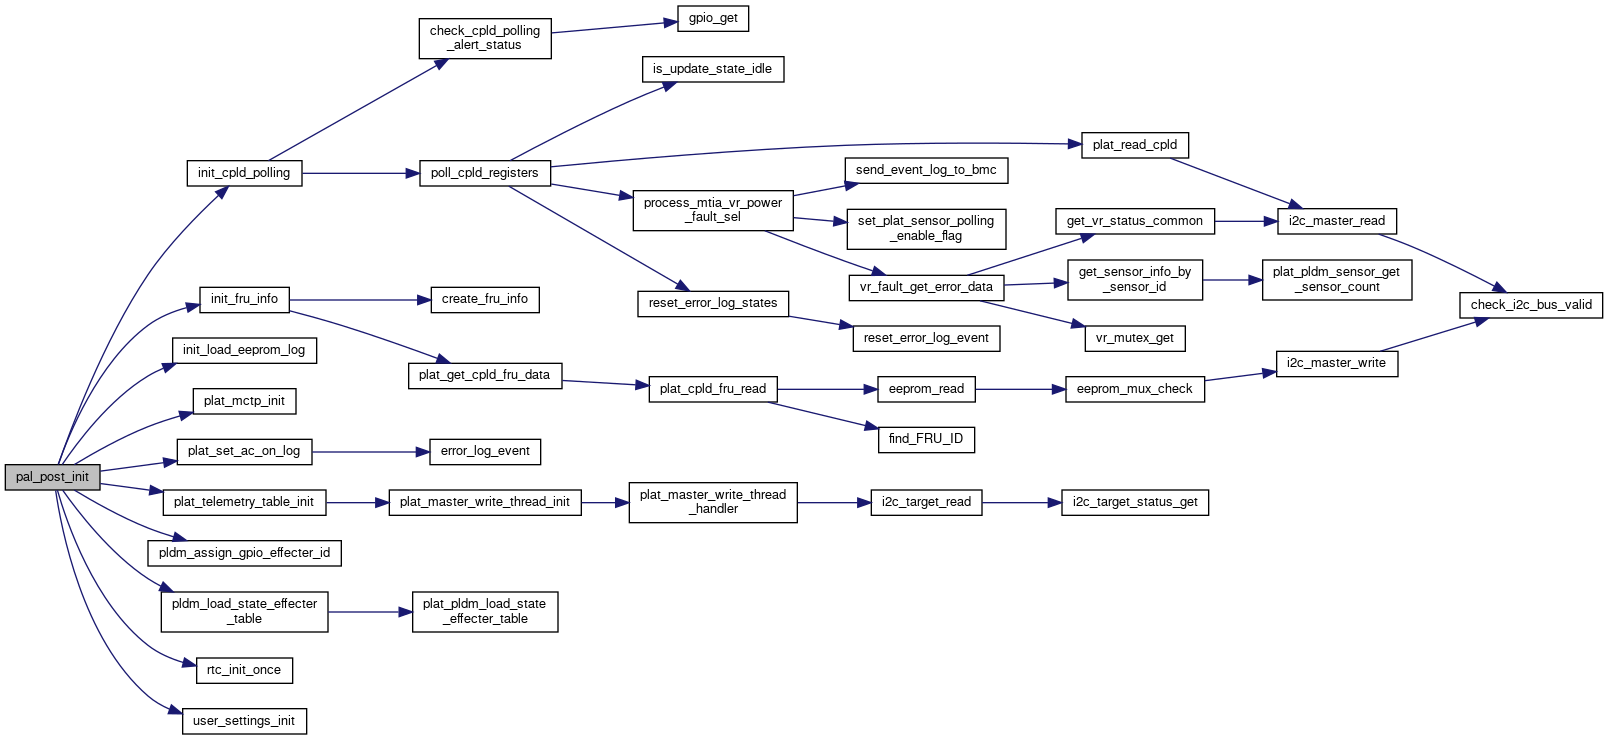 check_cpld_polling
_alert_status
gpio_get
is_update_state_idle
plat_read_cpld
init_cpld_polling
poll_cpld_registers
send_event_log_to_bmc
process_mtia_vr_power
_fault_sel
set_plat_sensor_polling
_enable_flag
get_vr_status_common
i2c_master_read
vr_fault_get_error_data
get_sensor_info_by
_sensor_id
plat_pldm_sensor_get
_sensor_count
init_fru_info
create_fru_info
reset_error_log_states
check_i2c_bus_valid
reset_error_log_event
vr_mutex_get
init_load_eeprom_log
plat_get_cpld_fru_data
i2c_master_write
plat_cpld_fru_read
eeprom_read
eeprom_mux_check
plat_mctp_init
find_FRU_ID
plat_set_ac_on_log
error_log_event
pal_post_init
plat_telemetry_table_init
plat_master_write_thread_init
plat_master_write_thread
_handler
i2c_target_read
i2c_target_status_get
pldm_assign_gpio_effecter_id
pldm_load_state_effecter
_table
plat_pldm_load_state
_effecter_table
rtc_init_once
user_settings_init